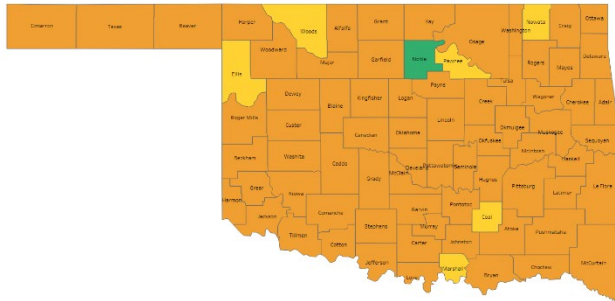 Cimarron
Texas
Beaver
Harper
Woods
Alfalfa
Grant
Kay
Osage
Washington
Nowata
Craig
Ottawa
Ellis
Woodward
Major
Garfield
Noble
Pawnee
Rogers
Mayes
Delaware
Dewey
Blaine
Kingfisher
Logan
Payne
Tulsa
Creek
Wagoner
Cherokee
Adair
Roger Mills
Custer
Canadian
Oklahoma
Lincoln
Okfuskee
Okmulgee
Muskogee
Sequoyah
Beckham
Washita
Caddo
Grady
McClain
Cleveland
Pottawatomie
Seminole
Hughes
McIntosh
Haskell
Pittsburg
Latimer
Le Flore
Harmon
Greer
Kiowa
Jackson
Tillman
Comanche
Cotton
Stephens
Jefferson
Garvin
Murray
Carter
Love
Pontotoc
Johnston
Marshall
Coal
Atoka
Bryan
Pushmataha
Choctaw
McCurtain